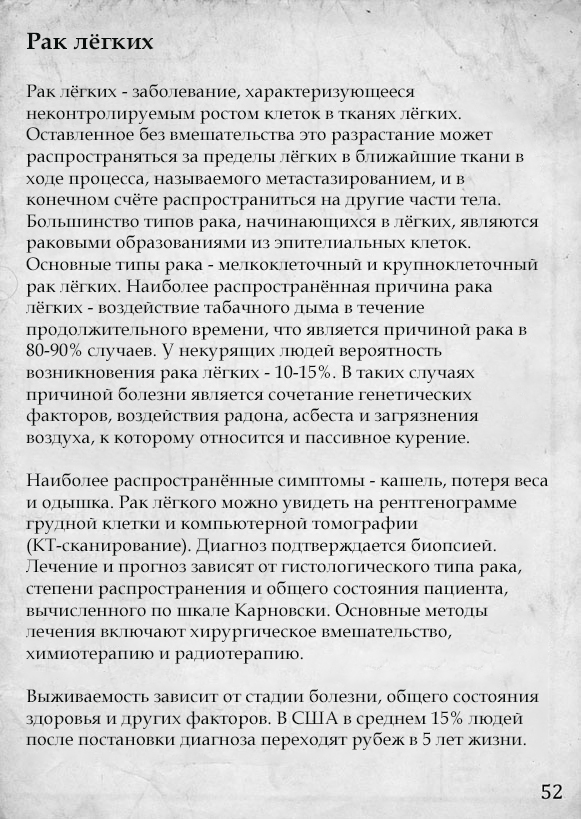 Рак лёгких
Рак лёгких - заболевание, характеризующееся
неконтролируемым ростом клеток в тканях лёгких.
Оставленное без вмешательства это разрастание может
распространяться за пределы лёгких в ближайшие ткани в
ходе процесса, называемого метастазированием, и в
конечном счёте распространиться на другие части тела.
Большинство типов рака, начинающихся в лёгких, являются
раковыми образованиями из эпителиальных клеток.
Основные типы рака - мелкоклеточный и крупноклеточный
рак лёгких. Наиболее распространённая причина рака
лёгких - воздействие табачного дыма в течение
продолжительного времени, что является причиной рака в
80-90% случаев. У некурящих людей вероятность
возникновения рака лёгких - 10-15%. В таких случаях
причиной болезни является сочетание генетических
факторов, воздействия радона, асбеста и загрязнения
воздуха, к которому относится и пассивное курение.
Наиболее распространённые симптомы - кашель, потеря веса
и одышка. Рак лёгкого можно увидеть на рентгенограмме
грудной клетки и компьютерной томографии
(КТ-сканирование). Диагноз подтверждается биопсией.
Лечение и прогноз зависят от гистологического типа рака,
степени распространения и общего состояния пациента,
вычисленного по шкале Карновски. Основные методы
лечения включают хирургическое вмешательство,
химиотерапию и радиотерапию.
Выживаемость зависит от стадии болезни, общего состояния
здоровья и других факторов. В США в среднем 15% людей
после постановки диагноза переходят рубеж в 5 лет жизни.
52